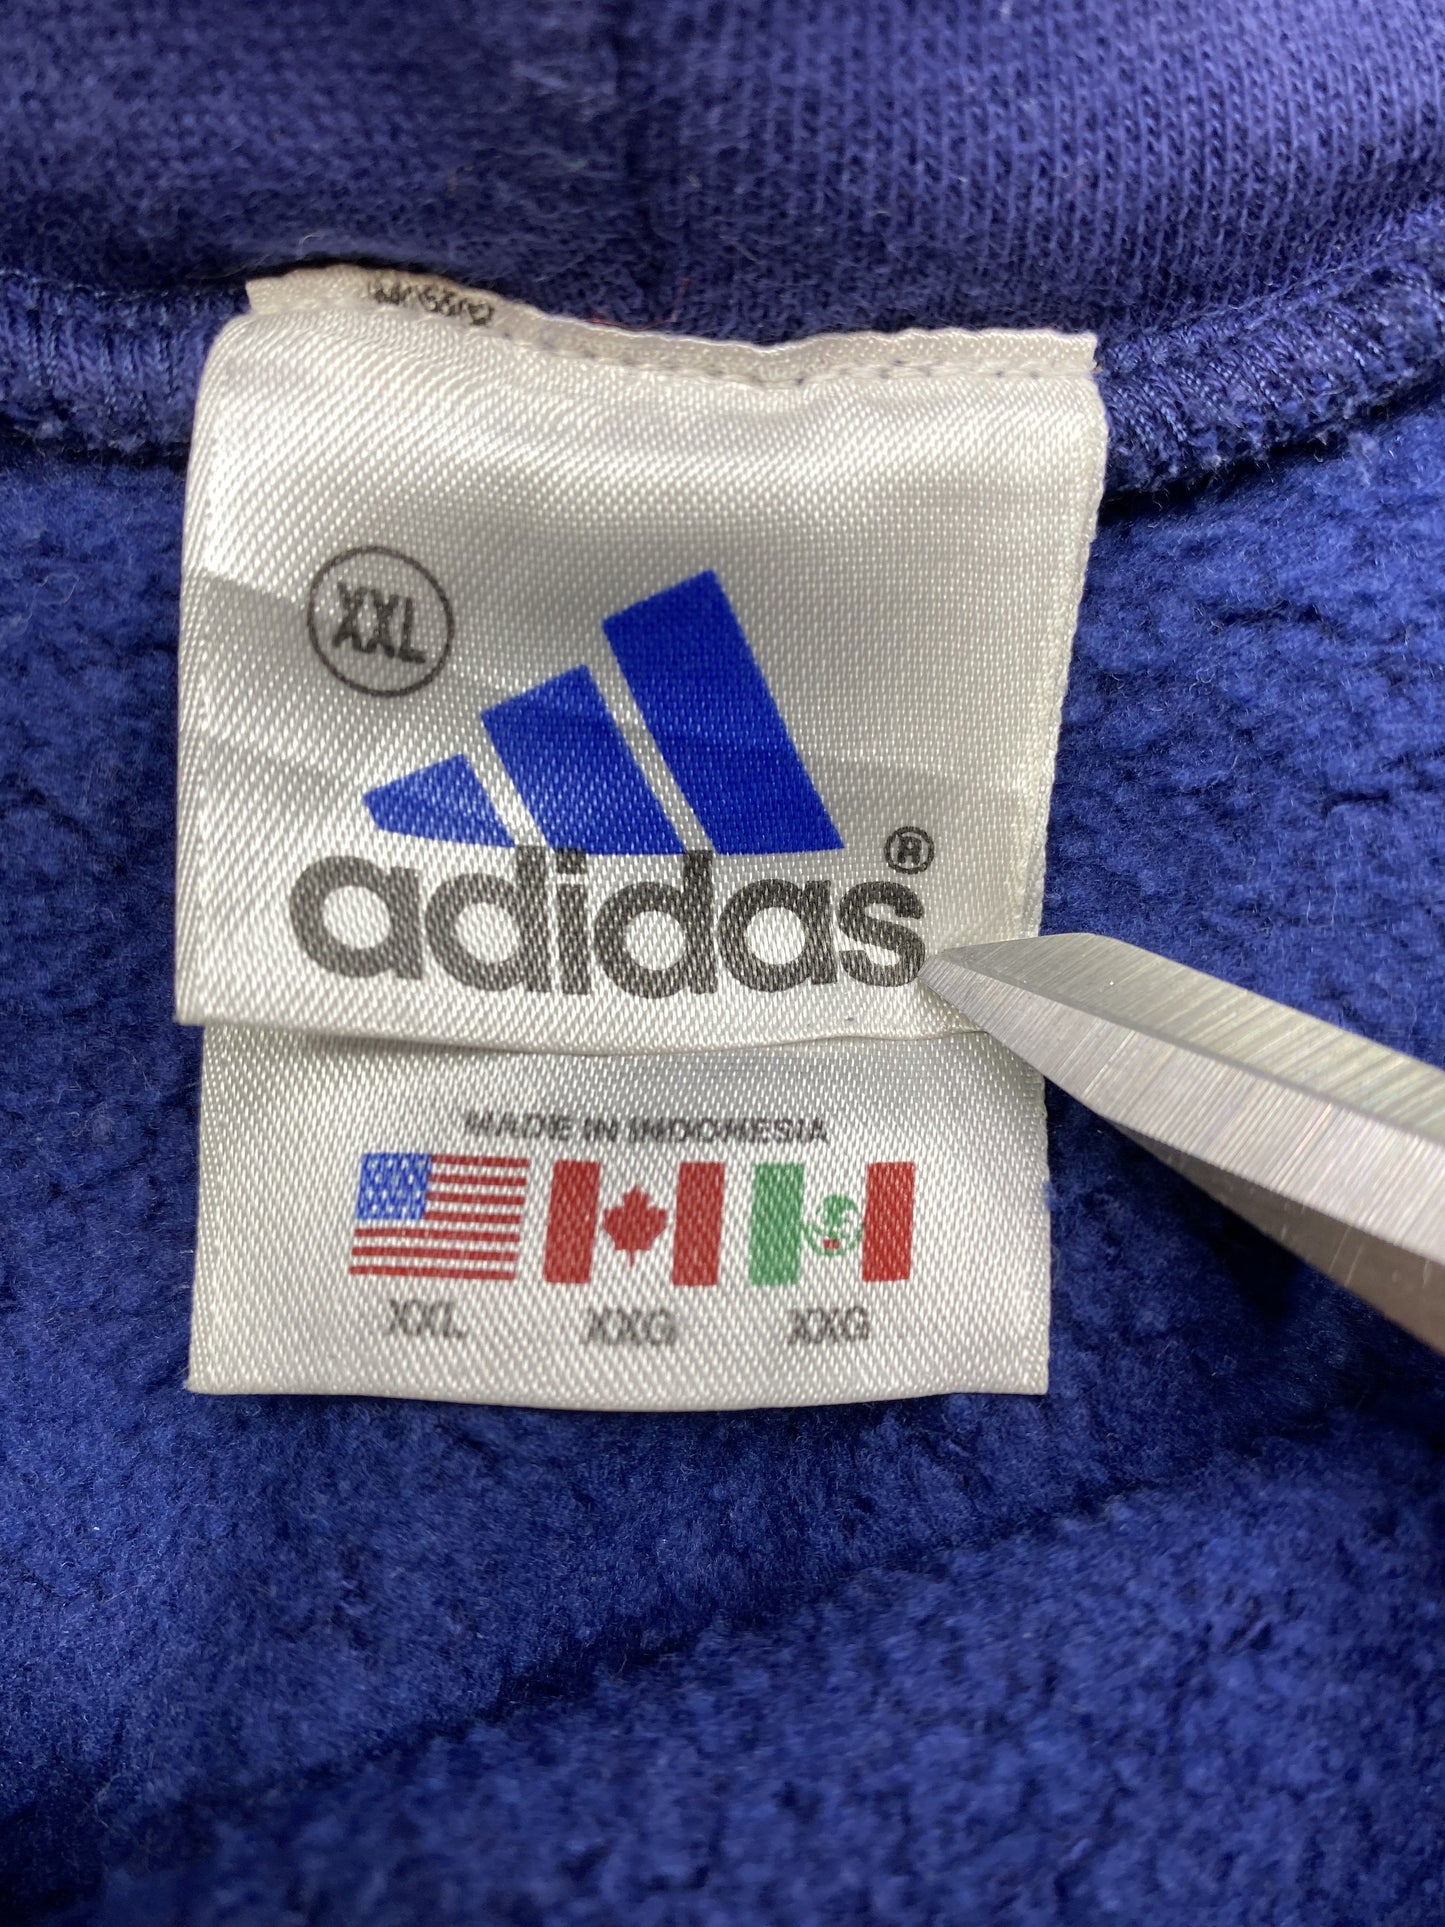 XXL
adidas®
MADE IN INDONESIA
XXL XXG XXG